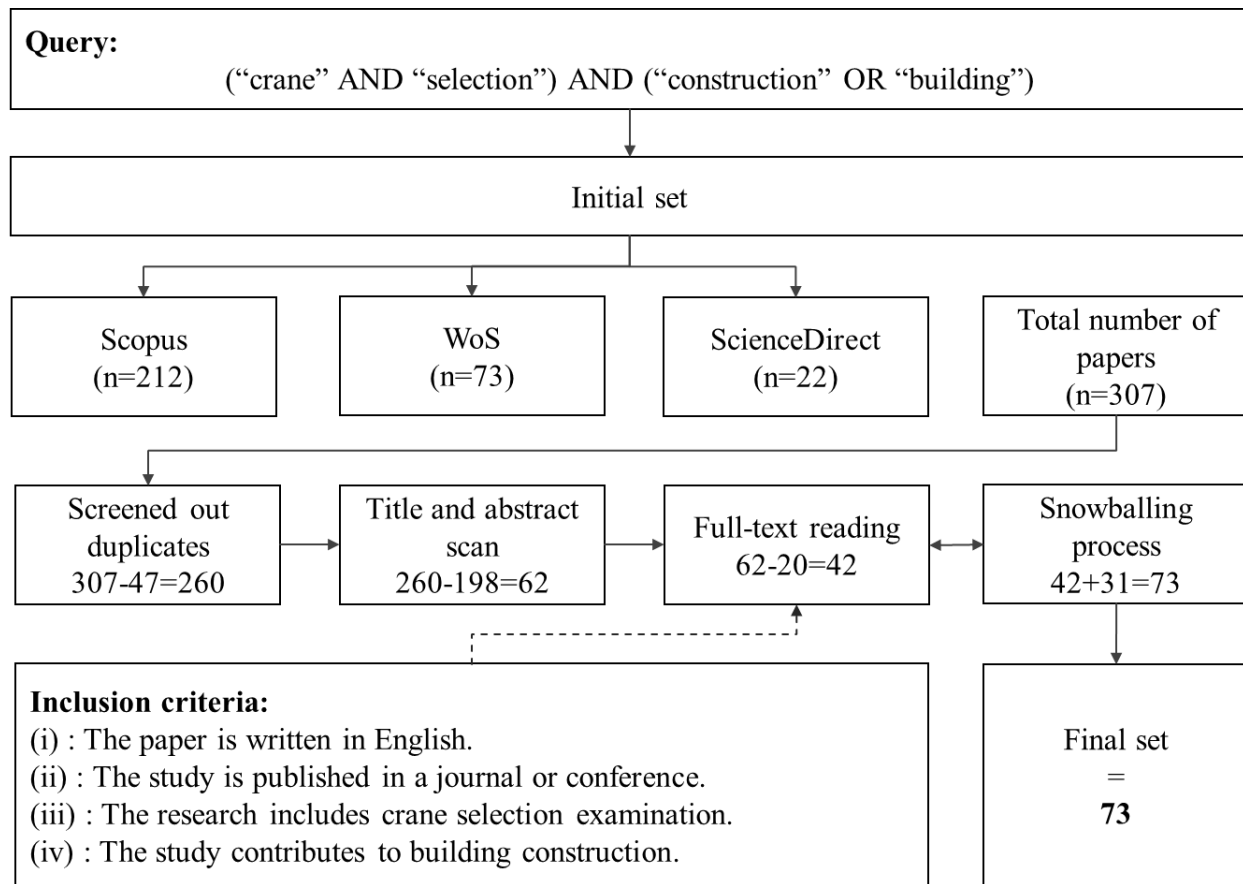 Query:
(“crane” AND “selection”) AND (“construction” OR “building”)
Initial set
Scopus
(n=212)
WoS
(n=73)
ScienceDirect
(n=22)
Total number of
papers
(n=307)
Screened out
duplicates
307-47=260
Title and abstract
scan
260-198=62
Full-text reading
62-20=42
Snowballing
process
42+31=73
Inclusion criteria:
(i) : The paper is written in English.
(ii) : The study is published in a journal or conference.
(iii) : The research includes crane selection examination.
(iv) : The study contributes to building construction.
Final set
=
73